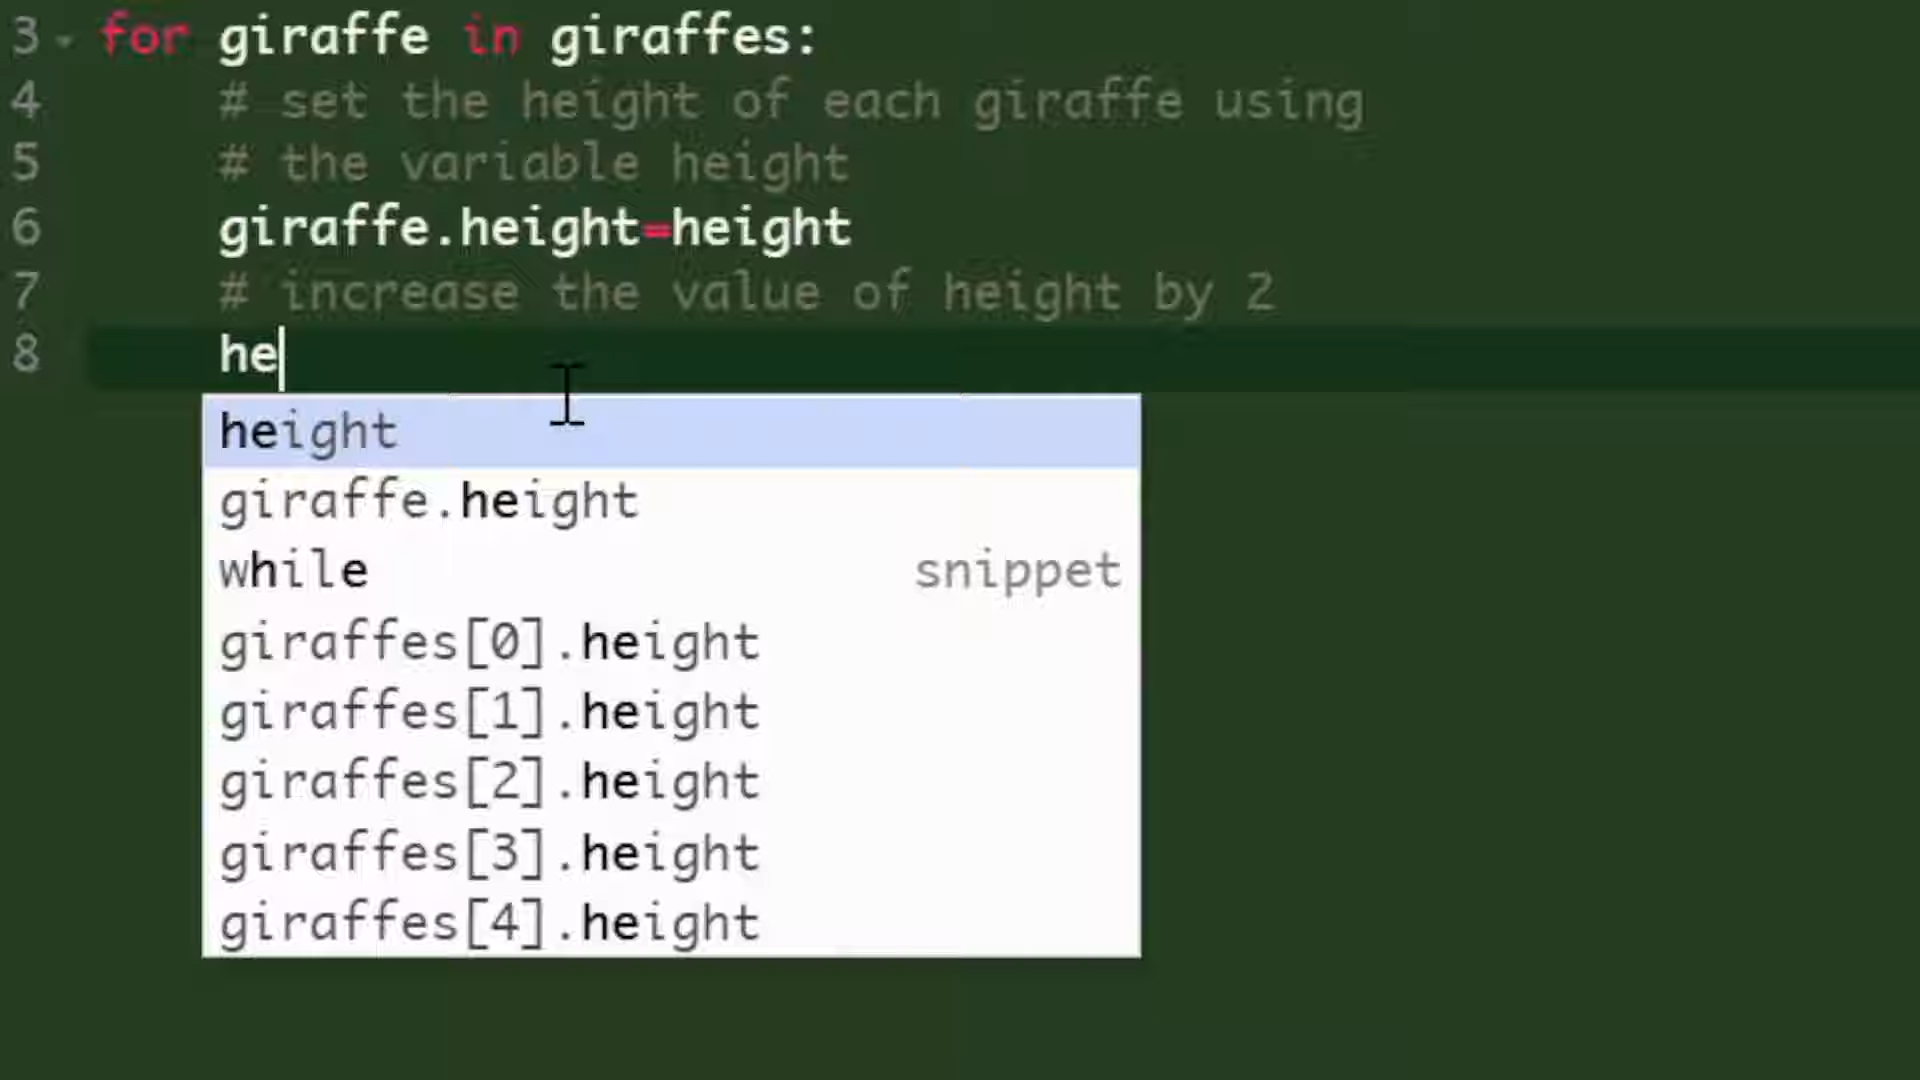 3 for giraffe in giraffes:
4 # set the height of each giraffe using
5 # the variable height
6 giraffe.height=height
7 # increase the value of height by 2
8 he
height
giraffe.height
while snippet
giraffes[0].height
giraffes[1].height
giraffes[2].height
giraffes[3].height
giraffes[4].height